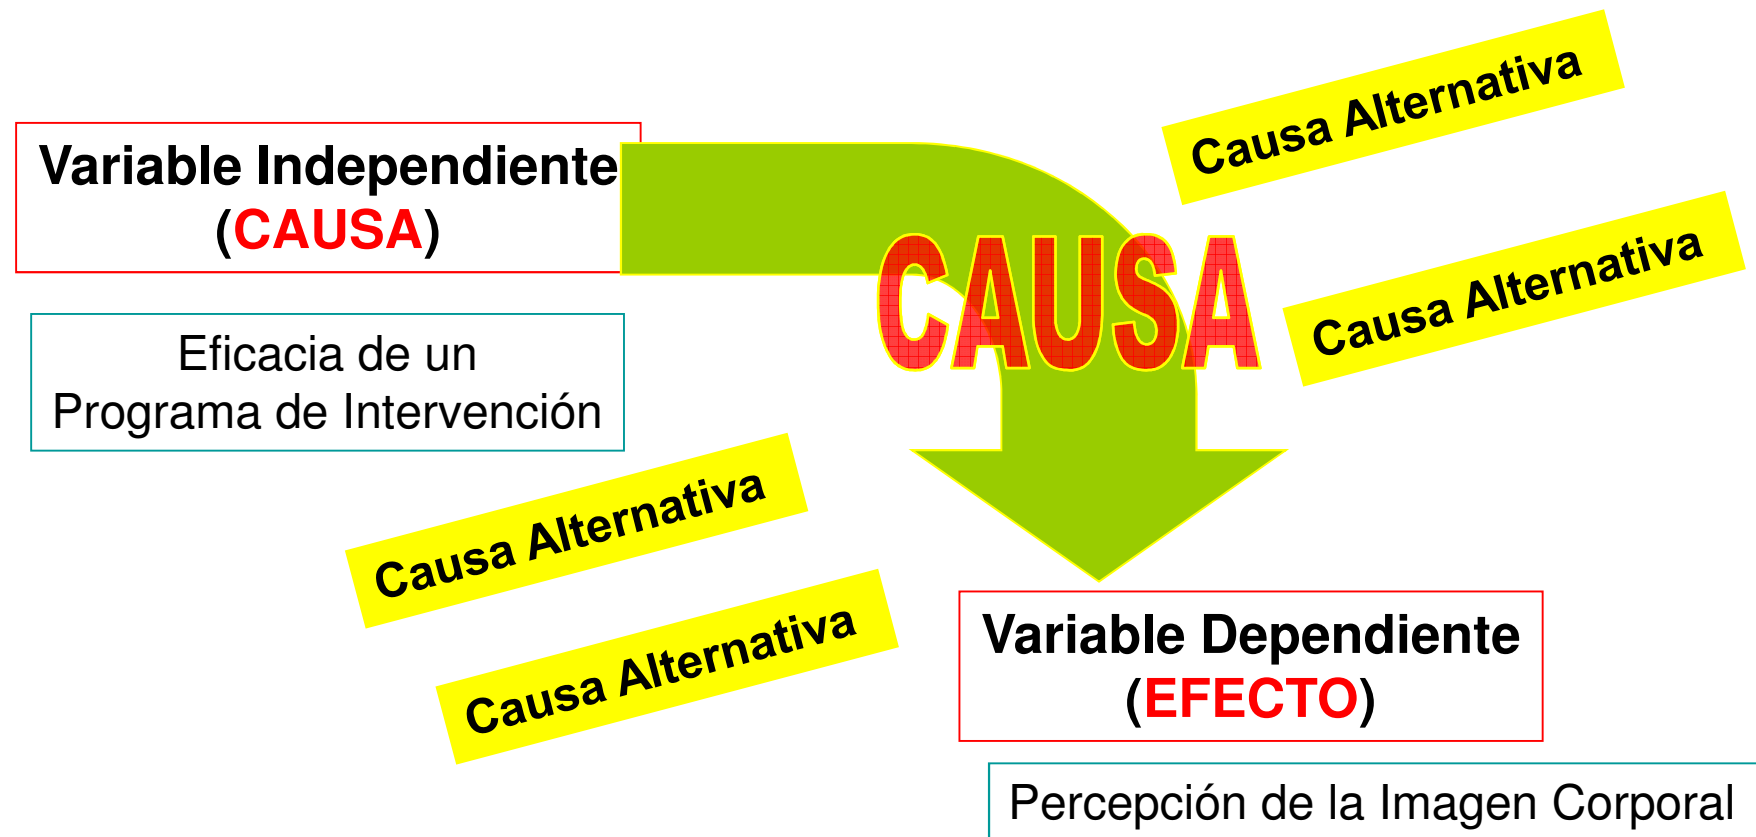 Variable Independiente
(CAUSA)
Eficacia de un
Programa de Intervención
CAUSA
Causa Alternativa
Causa Alternativa
Causa Alternativa
Causa Alternativa
Variable Dependiente
(EFECTO)
Percepción de la Imagen Corporal